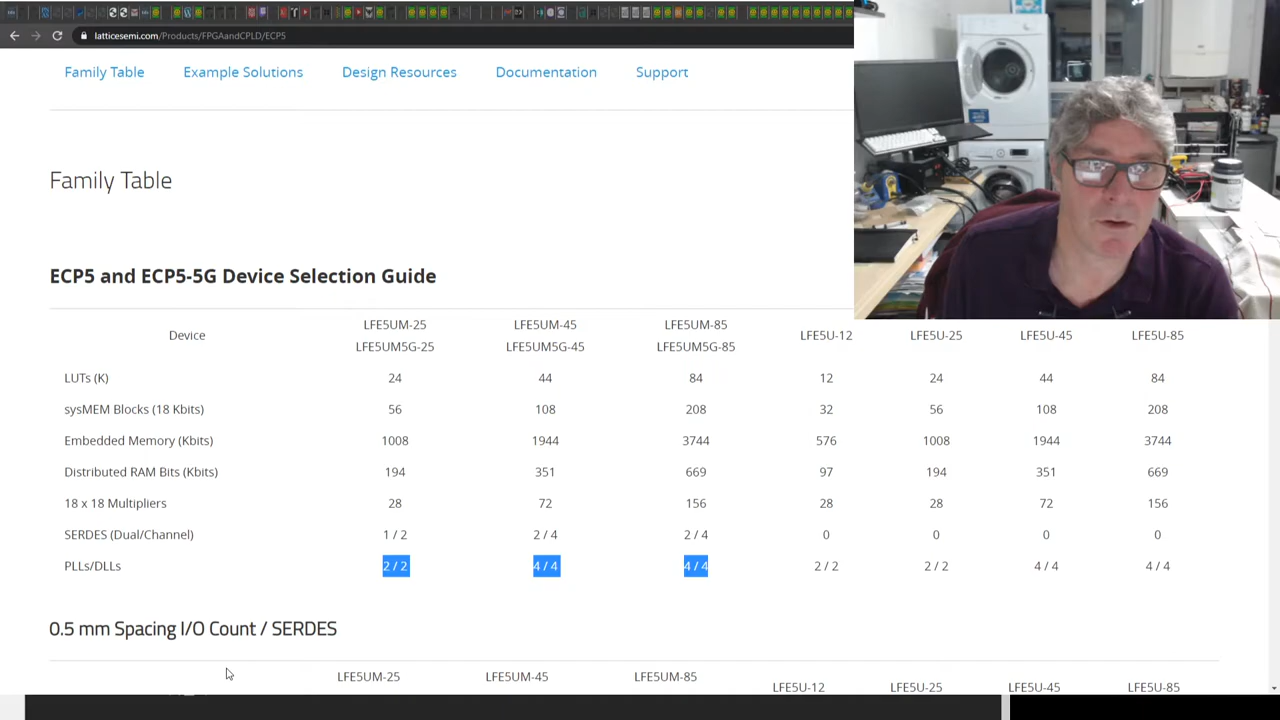 latticesemi.com/Products/FPGAandCPLD/ECP5
Family Table Example Solutions Design Resources Documentation Support
Family Table
ECP5 and ECP5-5G Device Selection Guide
Device LFE5UM-25 LFE5UM5G-25 LFE5UM-45 LFE5UM5G-45 LFE5UM-85 LFE5UM5G-85 LFE5U-12 LFE5U-25 LFE5U-45 LFE5U-85
LUTs (K) 24 44 84 12 24 44 84
sysMEM Blocks (18 Kbits) 56 108 208 32 56 108 208
Embedded Memory (Kbits) 1008 1944 3744 576 1008 1944 3744
Distributed RAM Bits (Kbits) 194 351 669 97 194 351 669
18 x 18 Multipliers 28 72 156 28 28 72 156
SERDES (Dual/Channel) 1 / 2 2 / 4 2 / 4 0 0 0 0
PLLs/DLLs 2 / 2 4 / 4 4 / 4 2 / 2 2 / 2 4 / 4 4 / 4
0.5 mm Spacing I/O Count / SERDES
LFE5UM-25 LFE5UM-45 LFE5UM-85 LFE5U-12 LFE5U-25 LFE5U-45 LFE5U-85